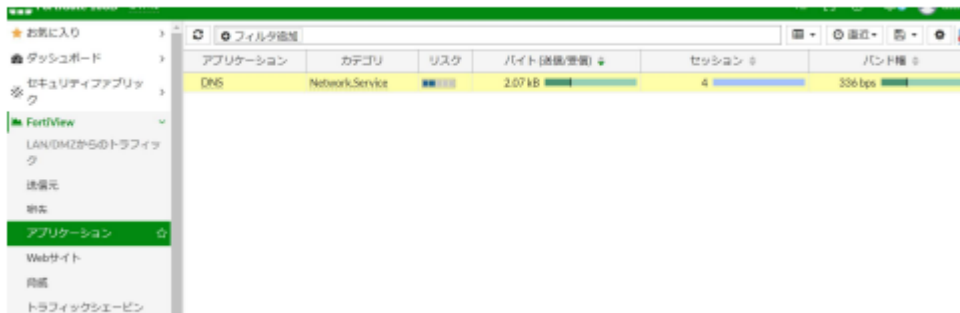 お気に入り
フィルタ追加
直近
ダッシュボード
アプリケーション カテゴリ リスク バイト (送信/受信) セッション バンド幅
セキュリティファブリック
DNS Network.Service 2.07 kB 4 336 bps
FortiView
LAN/DMZからのトラフィック
送信元
宛先
アプリケーション
Webサイト
脅威
トラフィックシェーピン